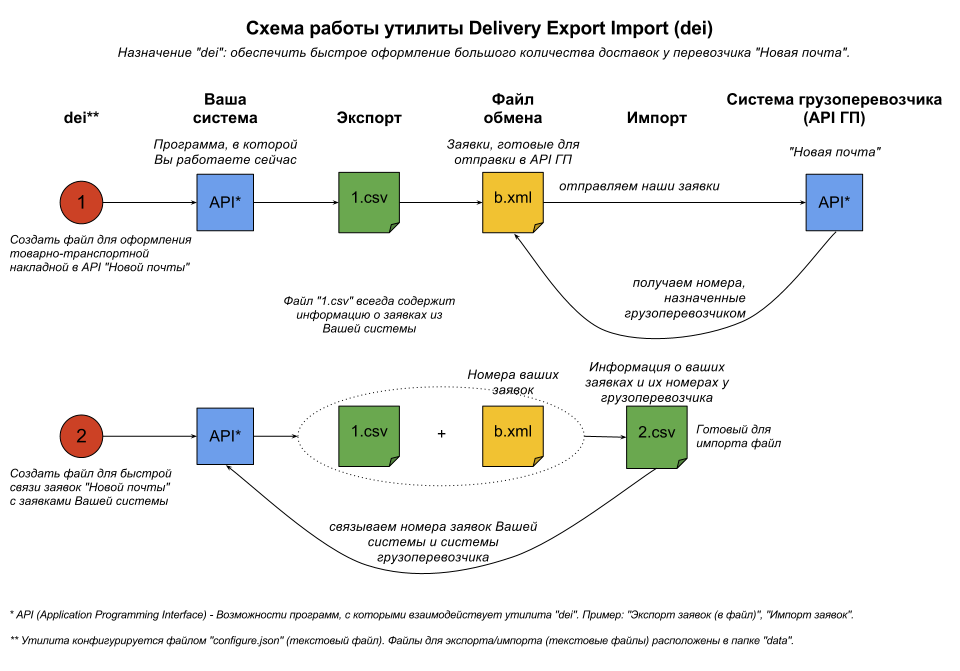 Схема работы утилиты Delivery Export Import (dei)
Назначение "dei": обеспечить быстрое оформление большого количества доставок у перевозчика "Новая почта".
dei**
Ваша
система
Экспорт
Файл
обмена
Импорт
Система грузоперевозчика
(API ГП)
Программа, в которой
Вы работаете сейчас
Заявки, готовые для
отправки в API ГП
"Новая почта"
1
API*
1.csv
b.xml
отправляем наши заявки
API*
Создать файл для оформления
товарно-транспортной
накладной в API "Новой почты"
получаем номера,
назначенные
грузоперевозчиком
Файл "1.csv" всегда содержит
информацию о заявках из
Вашей системы
Номера ваших
заявок
Информация о ваших
заявках и их номерах у
грузоперевозчика
2
API*
1.csv
+
b.xml
2.csv
Готовый для
импорта файл
Создать файл для быстрой
связи заявок "Новой почты"
с заявками Вашей системы
связываем номера заявок Вашей
системы и системы
грузоперевозчика
* API (Application Programming Interface) - Возможности программ, с которыми взаимодействует утилита "dei". Пример: "Экспорт заявок (в файл)", "Импорт заявок".
** Утилита конфигурируется файлом "configure.json" (текстовый файл). Файлы для экспорта/импорта (текстовые файлы) расположены в папке "data".